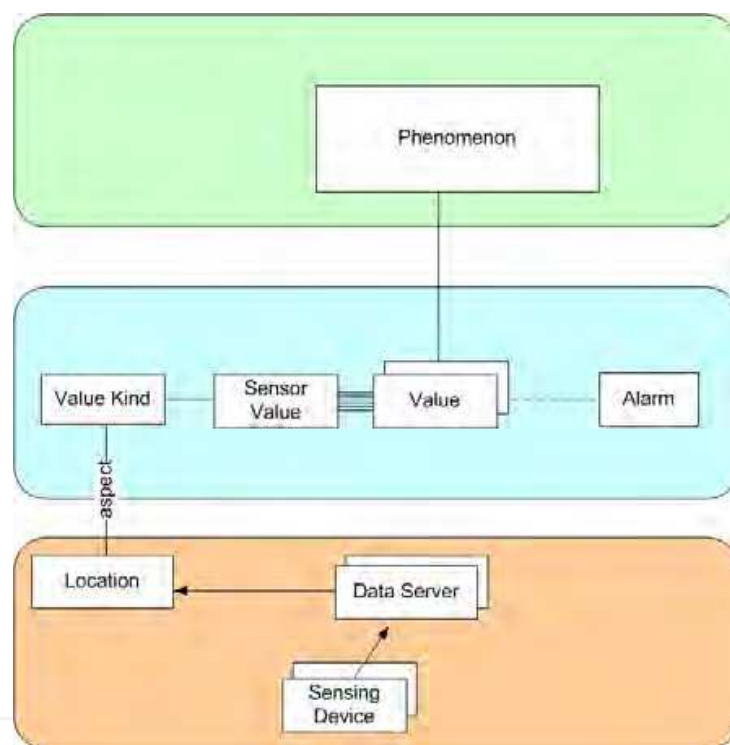 Phenomenon
Value Kind
Sensor
Value
Value
Alarm
aspect
Location
Data Server
Sensing
Device